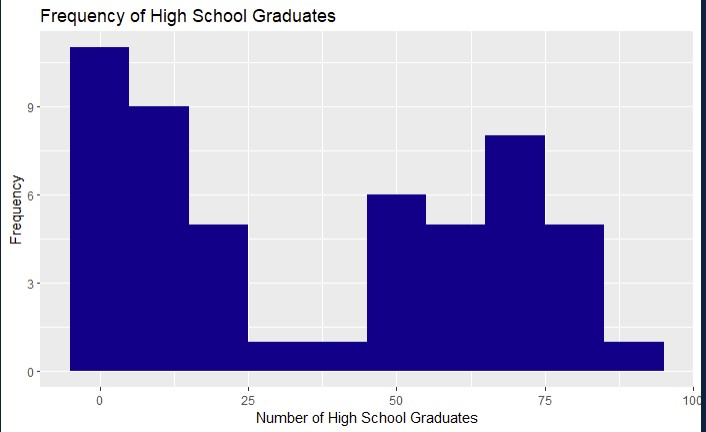 Frequency of High School Graduates
Frequency
9
6
3
0
0 25 50 75 100
Number of High School Graduates